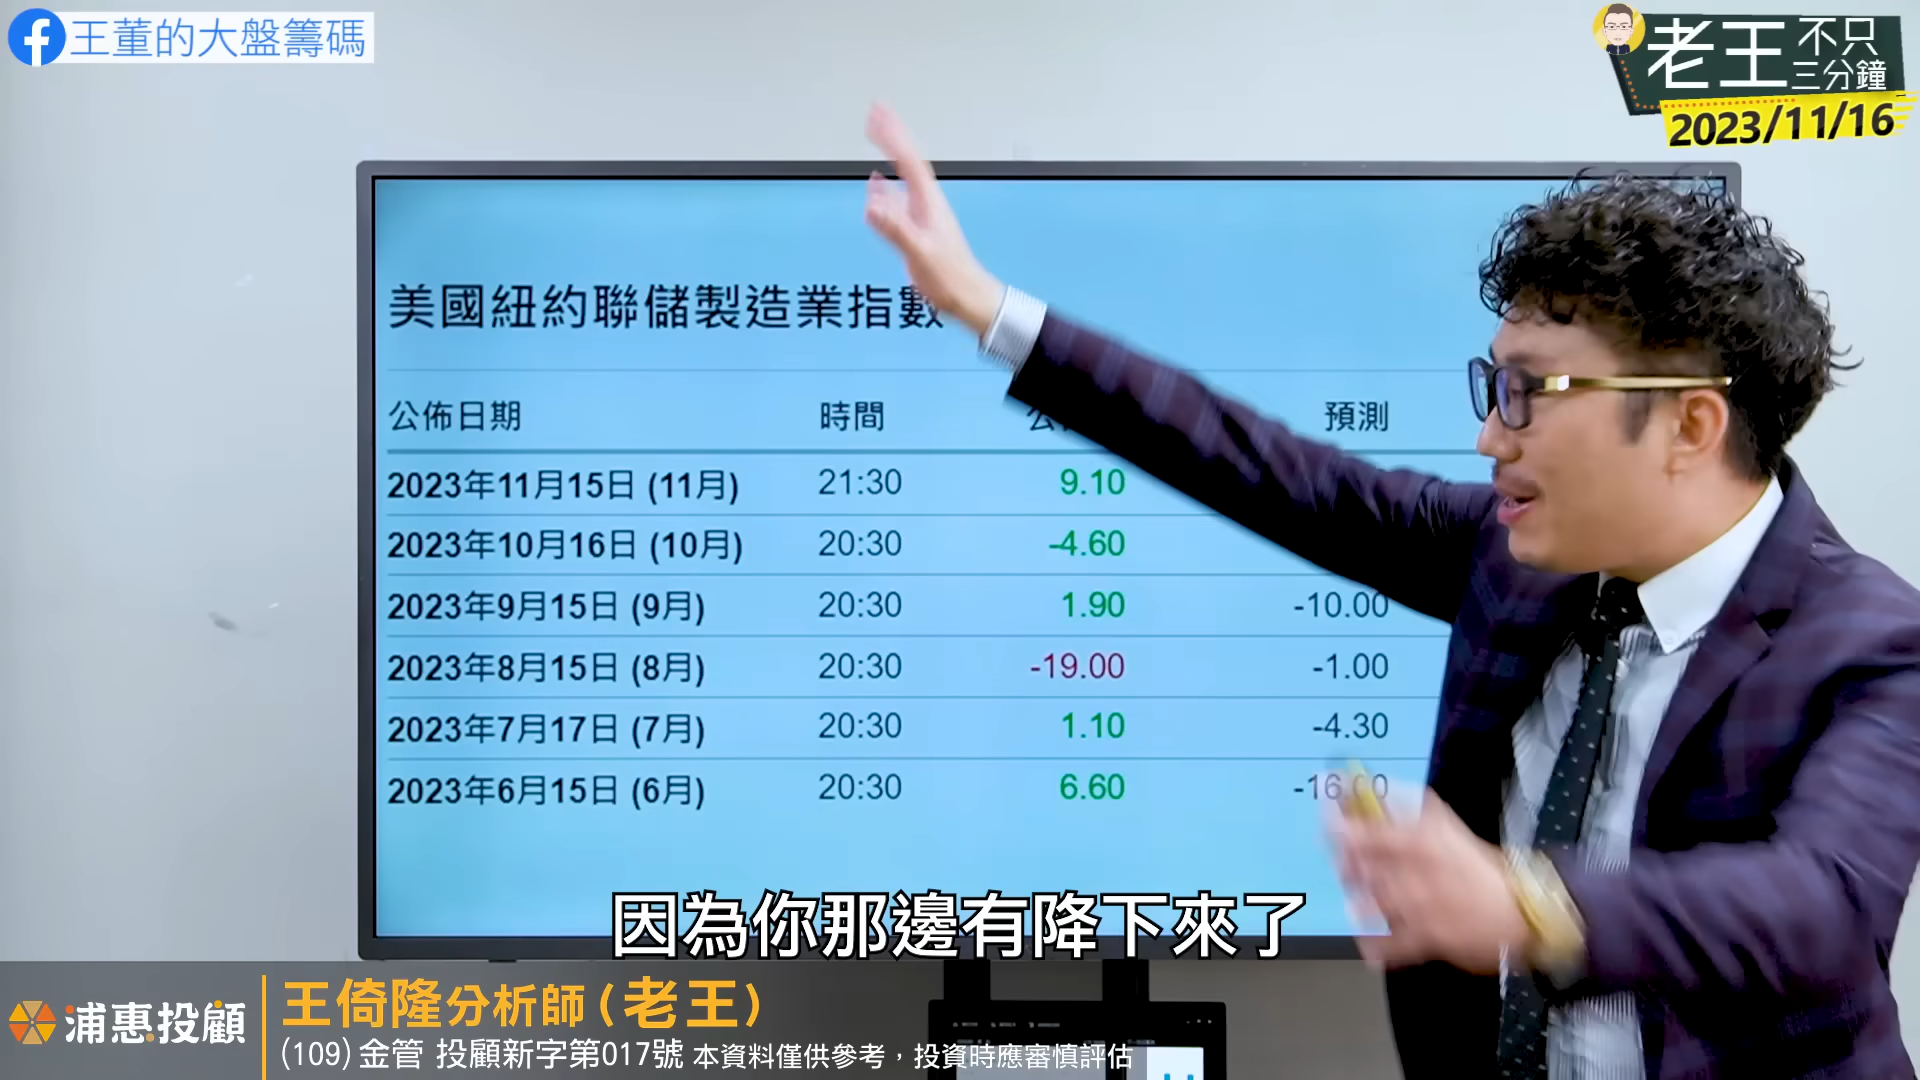 王董的大盤籌碼
老王不只三分鐘
2023/11/16
美國紐約聯儲製造業指數
公佈日期 時間 預測
2023年11月15日 (11月) 21:30 9.10
2023年10月16日 (10月) 20:30 -4.60
2023年9月15日 (9月) 20:30 1.90 -10.00
2023年8月15日 (8月) 20:30 -19.00 -1.00
2023年7月17日 (7月) 20:30 1.10 -4.30
2023年6月15日 (6月) 20:30 6.60 -16.00
因為你那邊有降下來了
浦惠投顧
王倚隆分析師(老王)
(109)金管 投顧新字第017號 本資料僅供參考，投資時應審慎評估